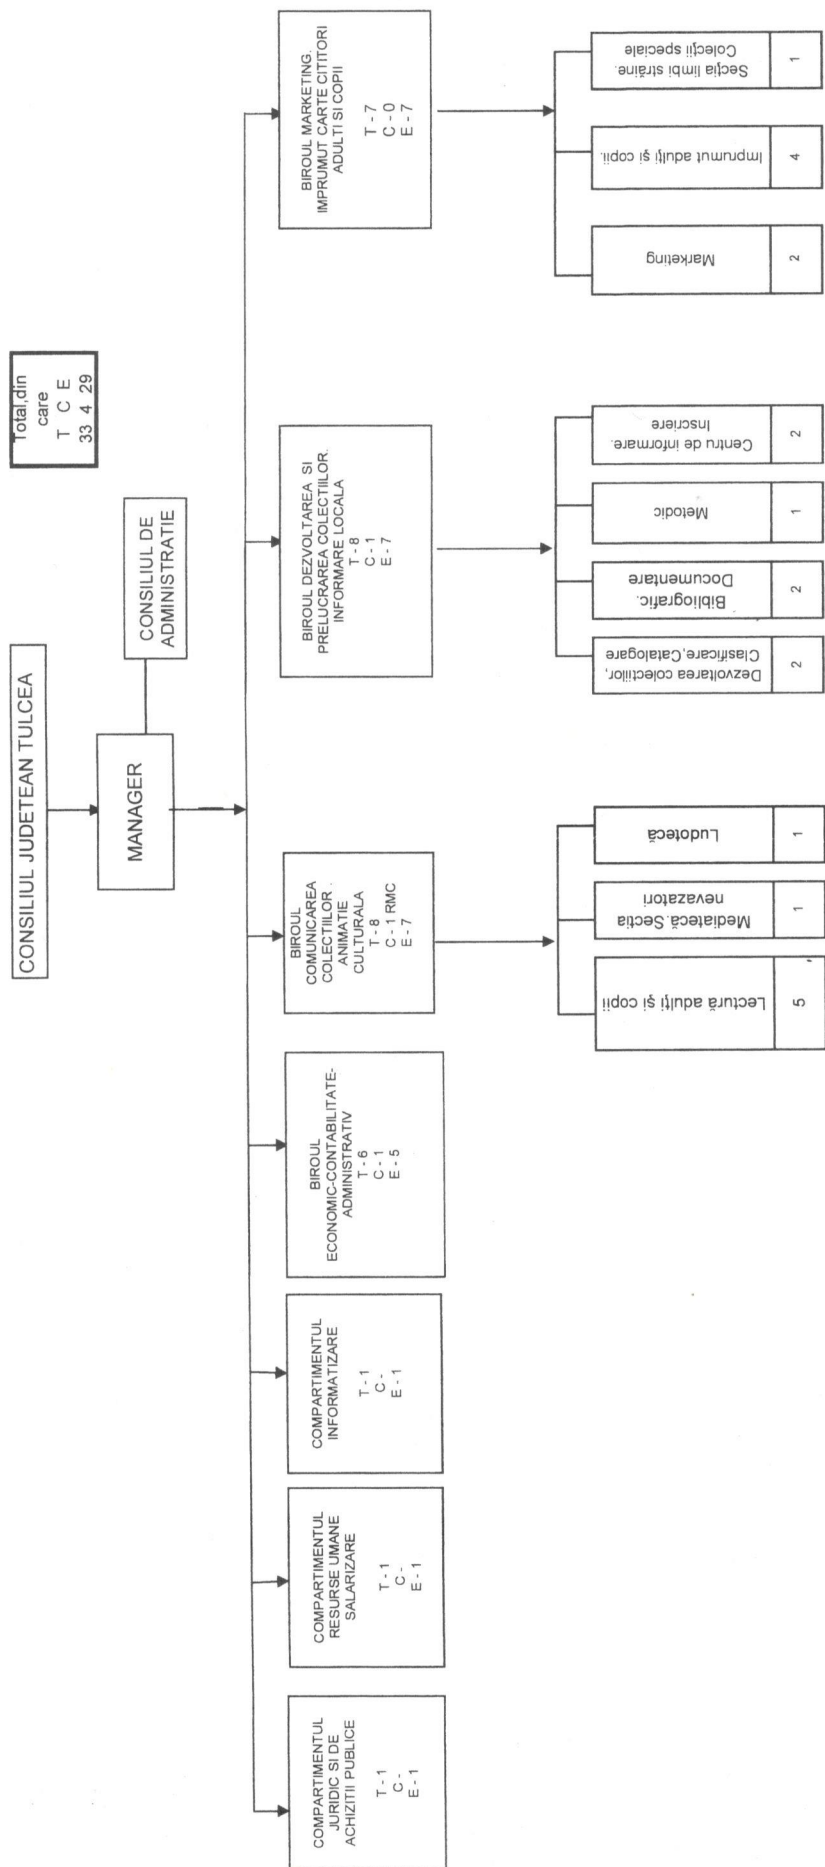 CONSILIUL JUDETEAN TULCEA
MANAGER
CONSILIUL DE
ADMINISTRATIE
Total,din
care
T C E
33 4 29
COMPARTIMENTUL
JURIDIC SI DE
ACHIZITII PUBLICE
T - 1
C -
E - 1
COMPARTIMENTUL
RESURSE UMANE
SALARIZARE
T - 1
C -
E - 1
COMPARTIMENTUL
INFORMATIZARE
T - 1
C -
E - 1
BIROUL
ECONOMIC-CONTABILITATE-
ADMINISTRATIV
T - 6
C - 1
E - 5
BIROUL
COMUNICAREA
COLECTIILOR .
ANIMATIE
CULTURALA
T - 8
C - 1 RMC
E - 7
BIROUL DEZVOLTAREA SI
PRELUCRAREA COLECTIILOR.
INFORMARE LOCALA
T - 8
C - 1
E - 7
BIROUL MARKETING.
IMPRUMUT CARTE CITITORI
ADULTI SI COPII
T - 7
C - 0
E - 7
Lectură adulţi şi copii
5
Mediatecă.Sectia
nevazatori
1
Ludotecă
1
Dezvoltarea colectiilor,
Clasificare,Catalogare
2
Bibliografic.
Documentare
2
Metodic
1
Centru de informare.
Inscriere
2
Marketing
2
Imprumut adulţi şi copii.
4
Secţia limbi străine.
Colecţii speciale
1